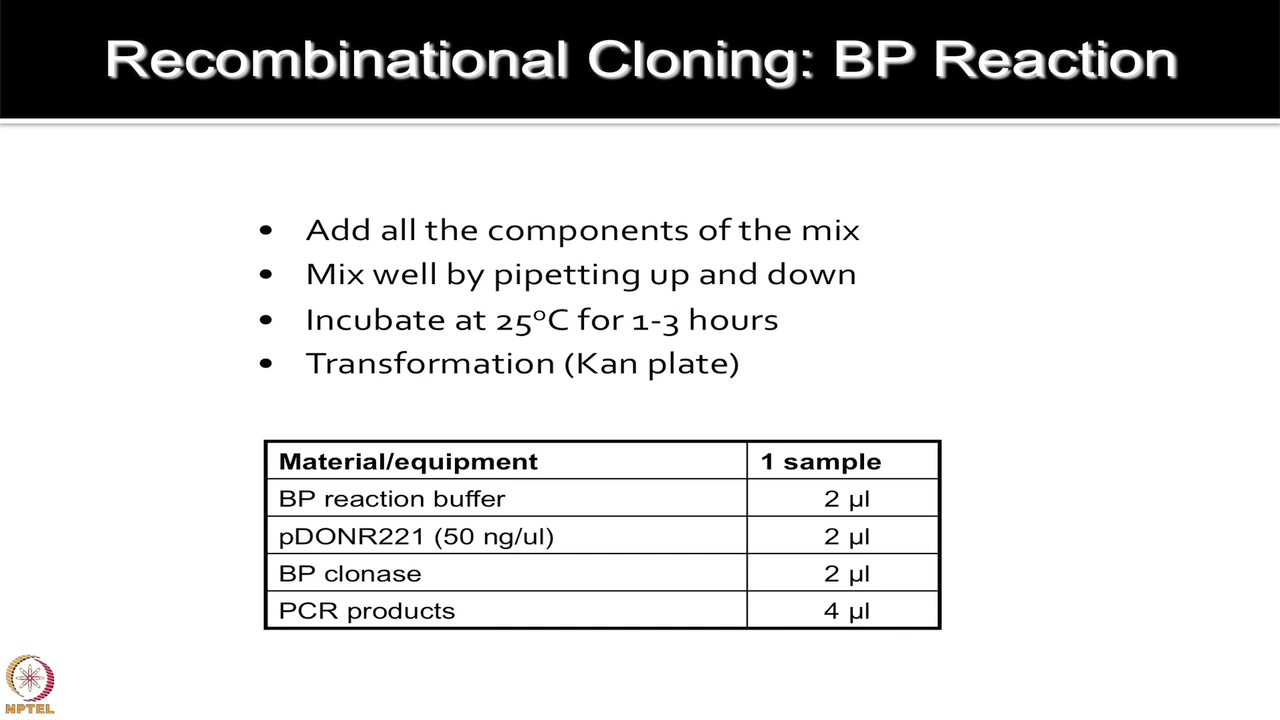 Recombinational Cloning: BP Reaction
• Add all the components of the mix
• Mix well by pipetting up and down
• Incubate at 25ºC for 1-3 hours
• Transformation (Kan plate)
Material/equipment 1 sample
BP reaction buffer 2 µl
pDONR221 (50 ng/ul) 2 µl
BP clonase 2 µl
PCR products 4 µl
NPTEL